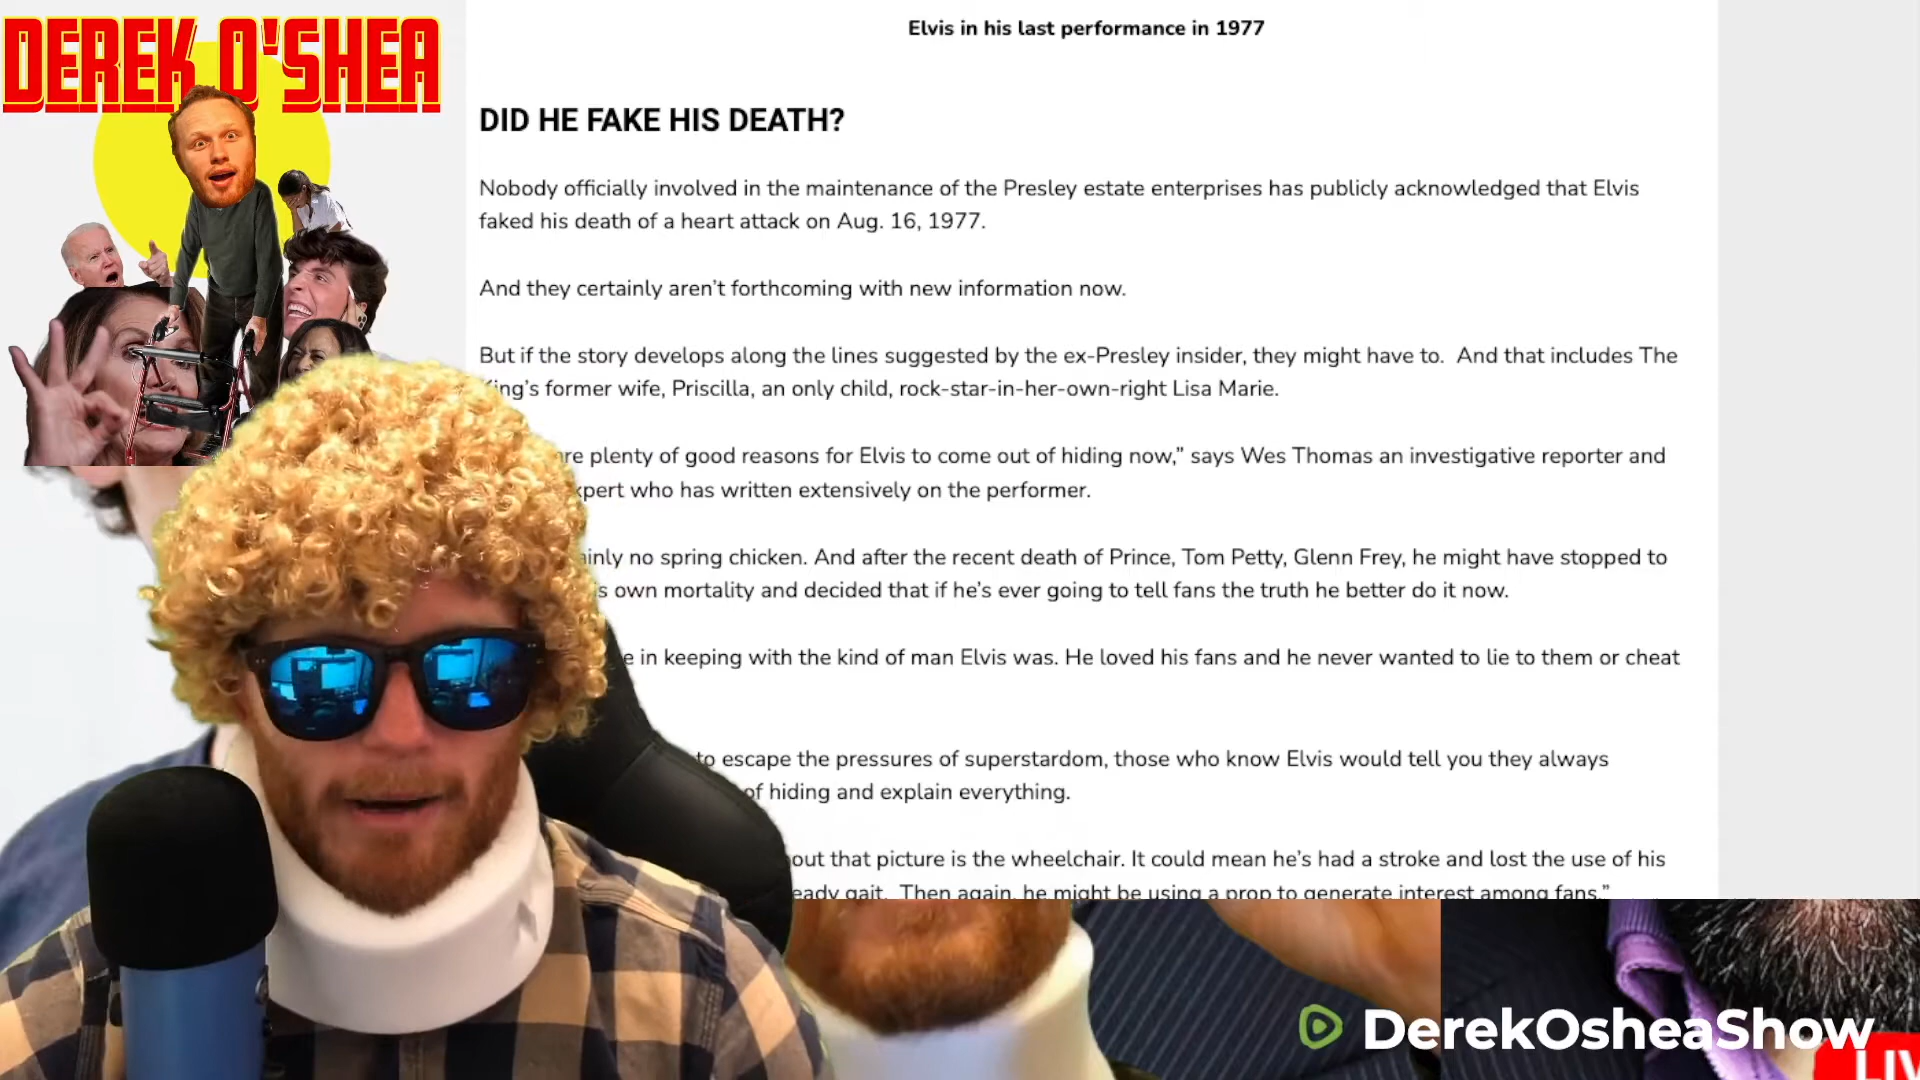 DEREK O'SHEA
Elvis in his last performance in 1977
DID HE FAKE HIS DEATH?
Nobody officially involved in the maintenance of the Presley estate enterprises has publicly acknowledged that Elvis
faked his death of a heart attack on Aug. 16, 1977.
And they certainly aren't forthcoming with new information now.
But if the story develops along the lines suggested by the ex-Presley insider, they might have to. And that includes The
former wife, Priscilla, an only child, rock-star-in-her-own-right Lisa Marie.
plenty of good reasons for Elvis to come out of hiding now,” says Wes Thomas an investigative reporter and
who has written extensively on the performer.
no spring chicken. And after the recent death of Prince, Tom Petty, Glenn Frey, he might have stopped to
own mortality and decided that if he's ever going to tell fans the truth he better do it now.
in keeping with the kind of man Elvis was. He loved his fans and he never wanted to lie to them or cheat
to escape the pressures of superstardom, those who know Elvis would tell you they always
of hiding and explain everything.
that picture is the wheelchair. It could mean he's had a stroke and lost the use of his
gait. Then again, he might be using a prop to generate interest among fans.”
DerekOsheaShow